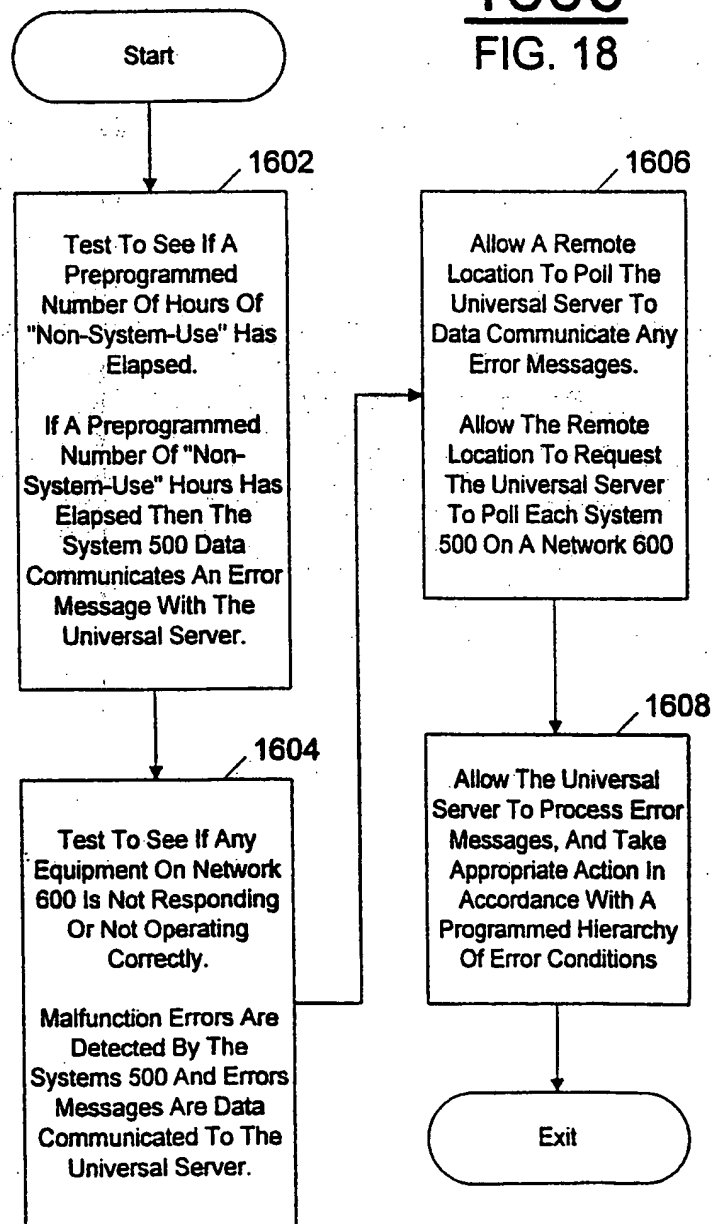 FIG. 18
Start
1602
Test To See If A
Preprogrammed
Number Of Hours Of
"Non-System-Use" Has
Elapsed.
If A Preprogrammed
Number Of "Non-
System-Use" Hours Has
Elapsed Then The
System 500 Data
Communicates An Error
Message With The
Universal Server.
1604
Test To See If Any
Equipment On Network
600 Is Not Responding
Or Not Operating
Correctly.
Malfunction Errors Are
Detected By The
Systems 500 And Errors
Messages Are Data
Communicated To The
Universal Server.
1606
Allow A Remote
Location To Poll The
Universal Server To
Data Communicate Any
Error Messages.
Allow The Remote
Location To Request
The Universal Server
To Poll Each System
500 On A Network 600
1608
Allow The Universal
Server To Process Error
Messages, And Take
Appropriate Action In
Accordance With A
Programmed Hierarchy
Of Error Conditions
Exit